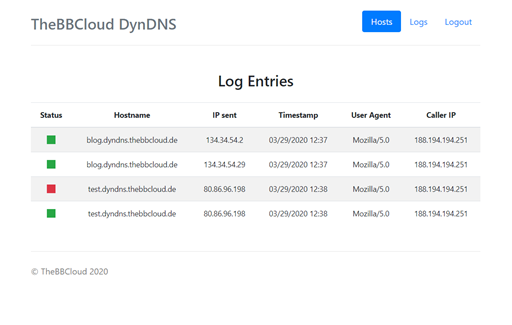 TheBBCloud DynDNS
Hosts Logs Logout
Log Entries
Status Hostname IP sent Timestamp User Agent Caller IP
blog.dyndns.thebbcloud.de 134.34.54.2 03/29/2020 12:37 Mozilla/5.0 188.194.194.251
blog.dyndns.thebbcloud.de 134.34.54.29 03/29/2020 12:37 Mozilla/5.0 188.194.194.251
test.dyndns.thebbcloud.de 80.86.96.198 03/29/2020 12:38 Mozilla/5.0 188.194.194.251
test.dyndns.thebbcloud.de 80.86.96.198 03/29/2020 12:38 Mozilla/5.0 188.194.194.251
© TheBBCloud 2020